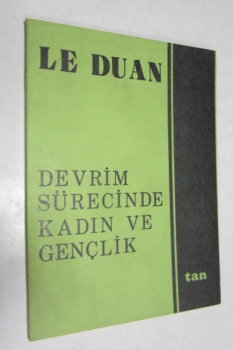 LE DUAN
DEVRİM
SÜRECİNDE
KADIN VE
GENÇLİK
tan